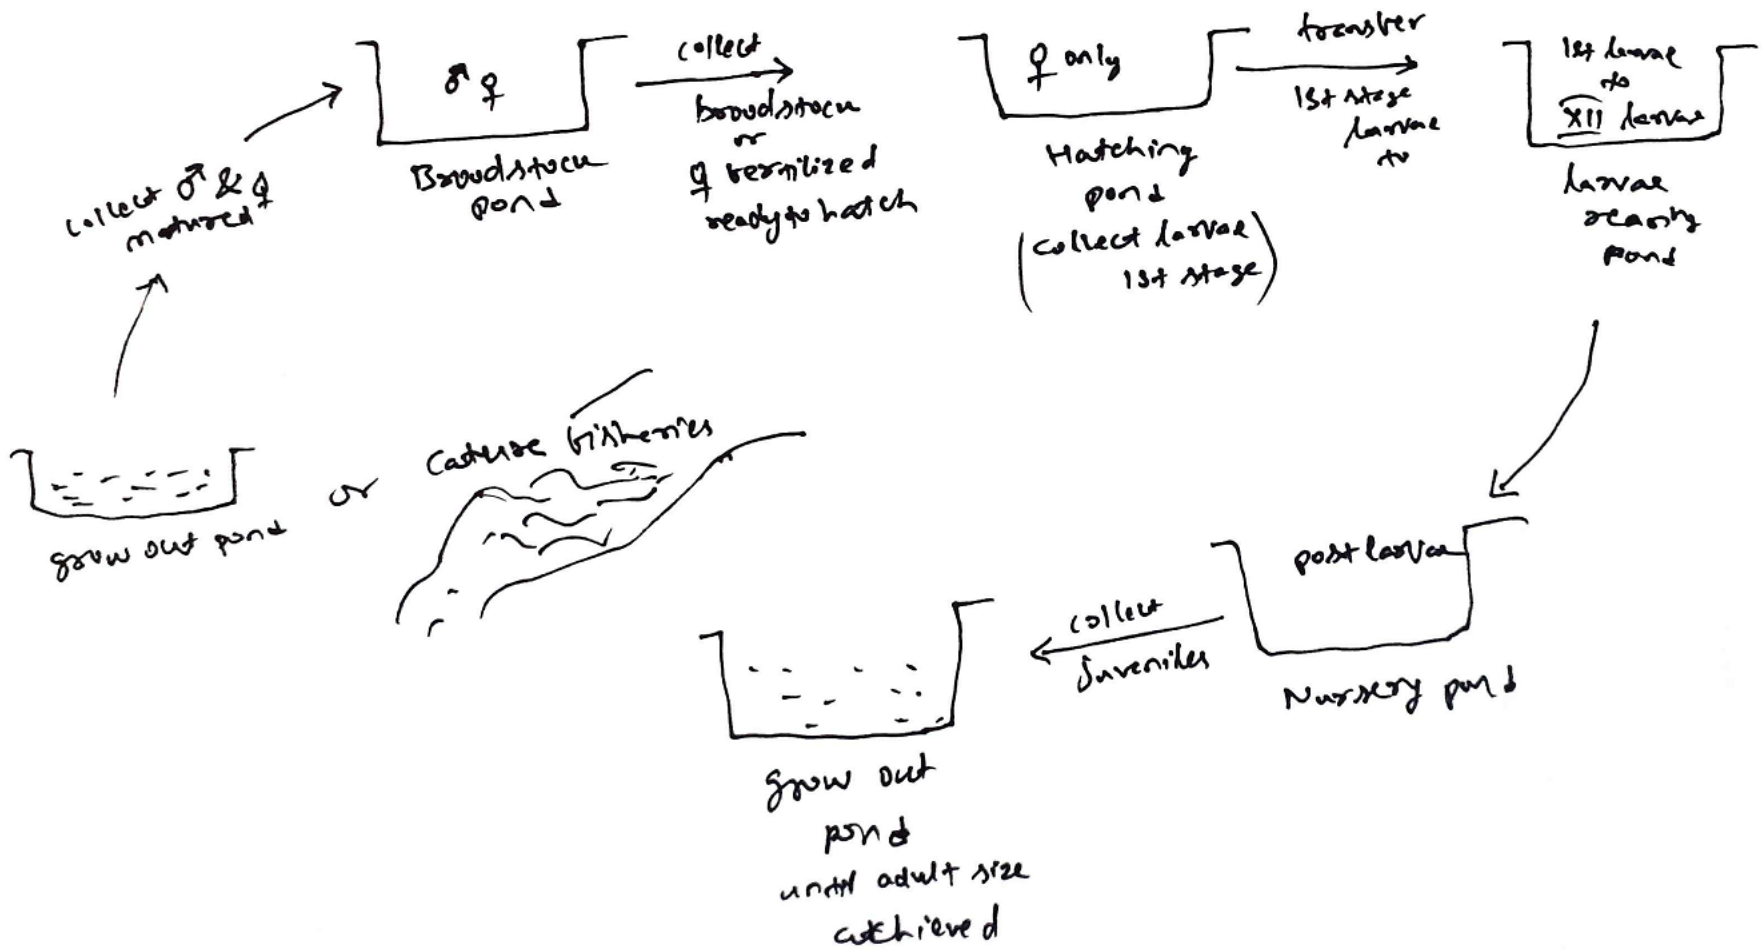 collect ♂ & ♀
matured
♂ ♀
Broodstock
pond
collect
broodstock
or
♀ fertilized
ready to hatch
♀ only
Hatching
pond
(collect larvae
1st stage)
transfer
1st stage
larvae
to
1st larvae
to
XII larvae
larvae
rearing
pond
post larvae
Nursery pond
collect
Juveniles
grow out
pond
until adult size
atchieved
grow out pond
or
Capture fisheries